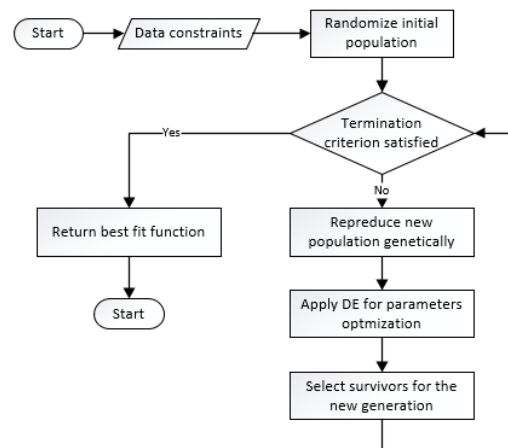 Start
Data constraints
Randomize initial
population
Termination
criterion satisfied
Yes
No
Return best fit function
Repreduce new
population genetically
Start
Apply DE for parameters
optmization
Select survivors for the
new generation